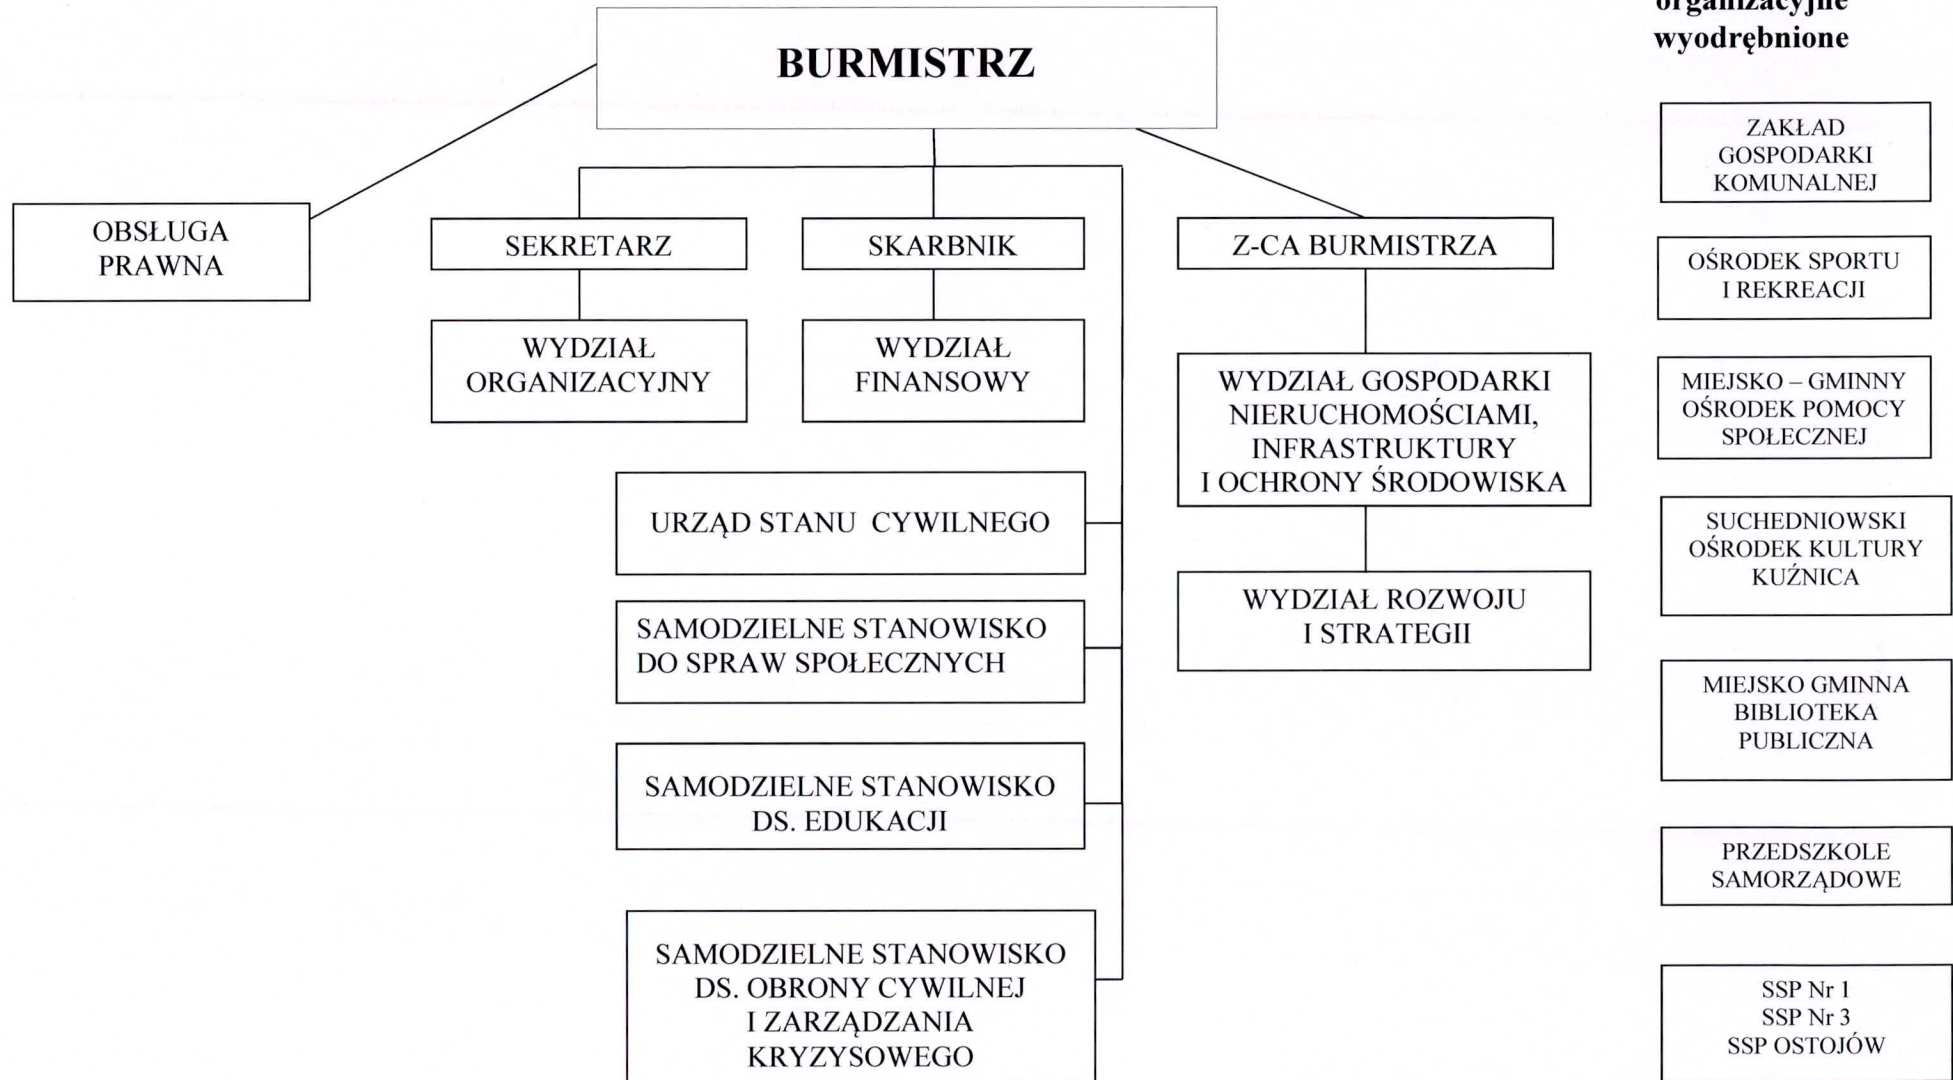 BURMISTRZ
organizacyjne
wyodrębnione
OBSŁUGA
PRAWNA
SEKRETARZ
SKARBNIK
Z-CA BURMISTRZA
WYDZIAŁ
ORGANIZACYJNY
WYDZIAŁ
FINANSOWY
WYDZIAŁ GOSPODARKI
NIERUCHOMOŚCIAMI,
INFRASTRUKTURY
I OCHRONY ŚRODOWISKA
WYDZIAŁ ROZWOJU
I STRATEGII
URZĄD STANU CYWILNEGO
SAMODZIELNE STANOWISKO
DO SPRAW SPOŁECZNYCH
SAMODZIELNE STANOWISKO
DS. EDUKACJI
SAMODZIELNE STANOWISKO
DS. OBRONY CYWILNEJ
I ZARZĄDZANIA
KRYZYSOWEGO
ZAKŁAD
GOSPODARKI
KOMUNALNEJ
OŚRODEK SPORTU
I REKREACJI
MIEJSKO – GMINNY
OŚRODEK POMOCY
SPOŁECZNEJ
SUCHEDNIOWSKI
OŚRODEK KULTURY
KUŹNICA
MIEJSKO GMINNA
BIBLIOTEKA
PUBLICZNA
PRZEDSZKOLE
SAMORZĄDOWE
SSP Nr 1
SSP Nr 3
SSP OSTOJÓW